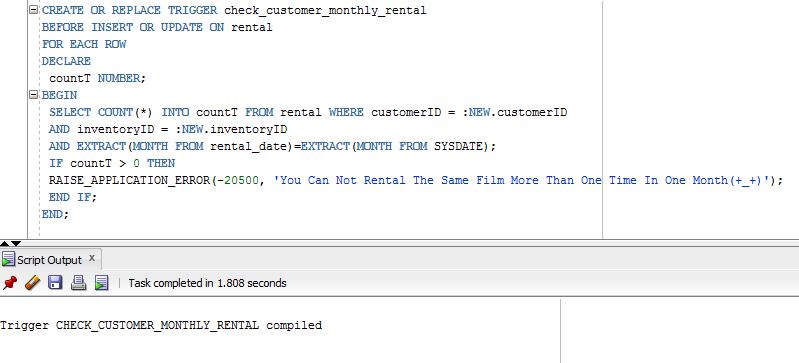 CREATE OR REPLACE TRIGGER check_customer_monthly_rental
BEFORE INSERT OR UPDATE ON rental
FOR EACH ROW
DECLARE
countT NUMBER;
BEGIN
SELECT COUNT(*) INTO countT FROM rental WHERE customerID = :NEW.customerID
AND inventoryID = :NEW.inventoryID
AND EXTRACT(MONTH FROM rental_date)=EXTRACT(MONTH FROM SYSDATE);
IF countT > 0 THEN
RAISE_APPLICATION_ERROR(-20500, 'You Can Not Rental The Same Film More Than One Time In One Month(+_+)');
END IF;
END;
Script Output x
Task completed in 1.808 seconds
Trigger CHECK_CUSTOMER_MONTHLY_RENTAL compiled